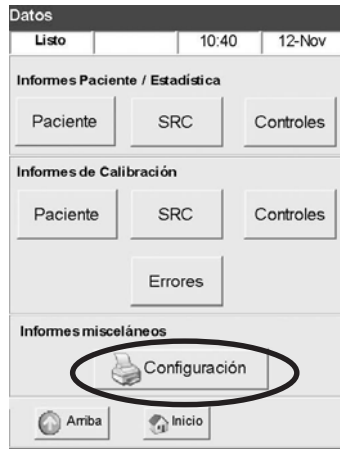 Datos
Listo 10:40 12-Nov
Informes Paciente / Estadística
Paciente SRC Controles
Informes de Calibración
Paciente SRC Controles
Errores
Informes misceláneos
Configuración
Arriba Inicio